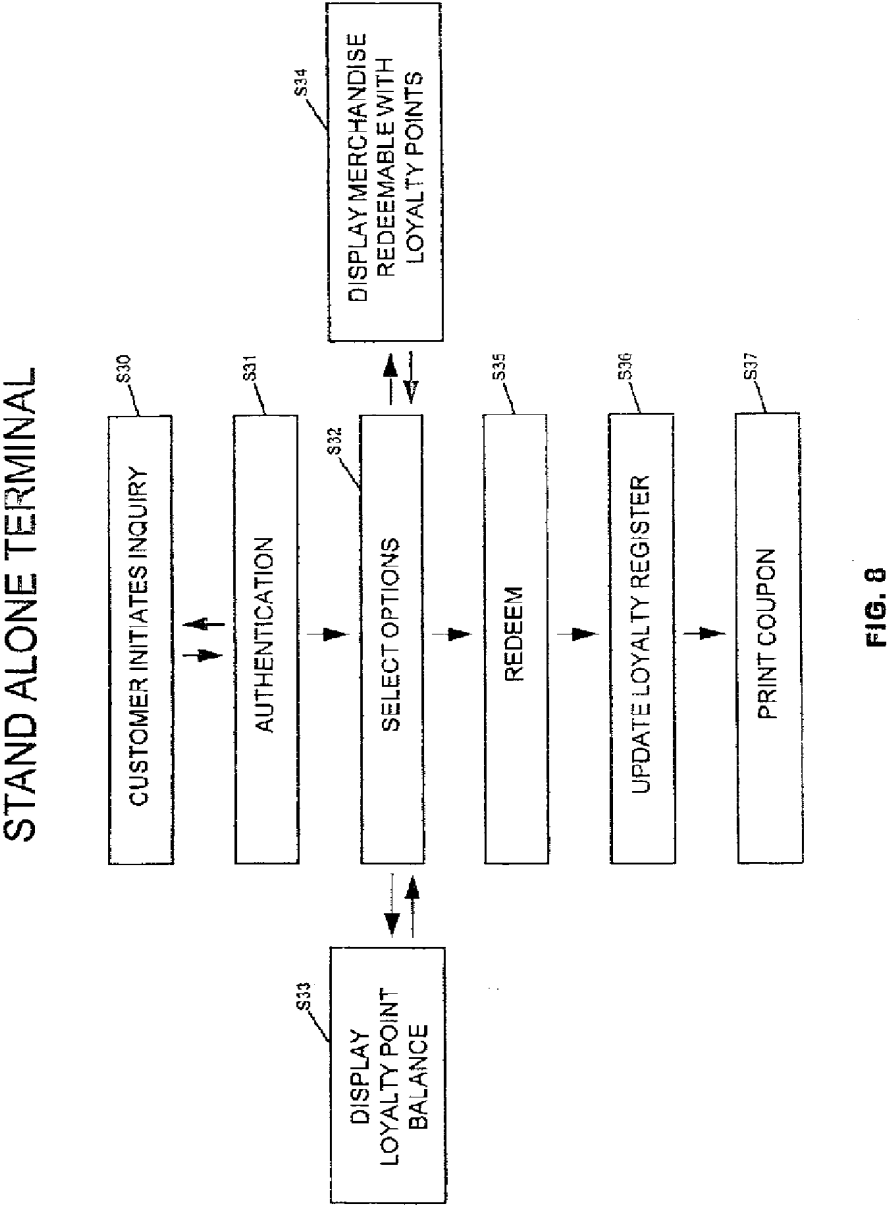 STAND ALONE TERMINAL
CUSTOMER INITIATES INQUIRY
S30
AUTHENTICATION
S31
SELECT OPTIONS
S32
DISPLAY
LOYALTY POINT
BALANCE
S33
DISPLAY MERCHANDISE
REDEEMABLE WITH
LOYALTY POINTS
S34
REDEEM
S35
UPDATE LOYALTY REGISTER
S36
PRINT COUPON
S37
FIG. 8